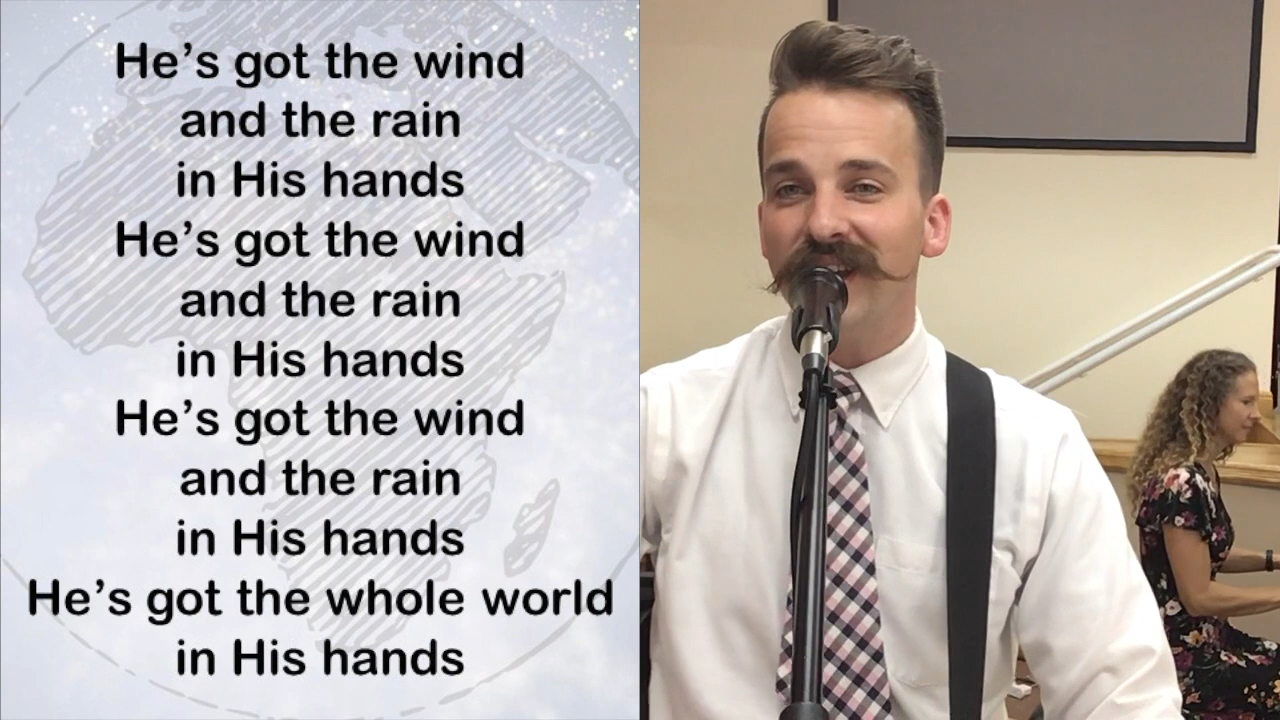 He’s got the wind
and the rain
in His hands
He’s got the wind
and the rain
in His hands
He’s got the wind
and the rain
in His hands
He’s got the whole world
in His hands